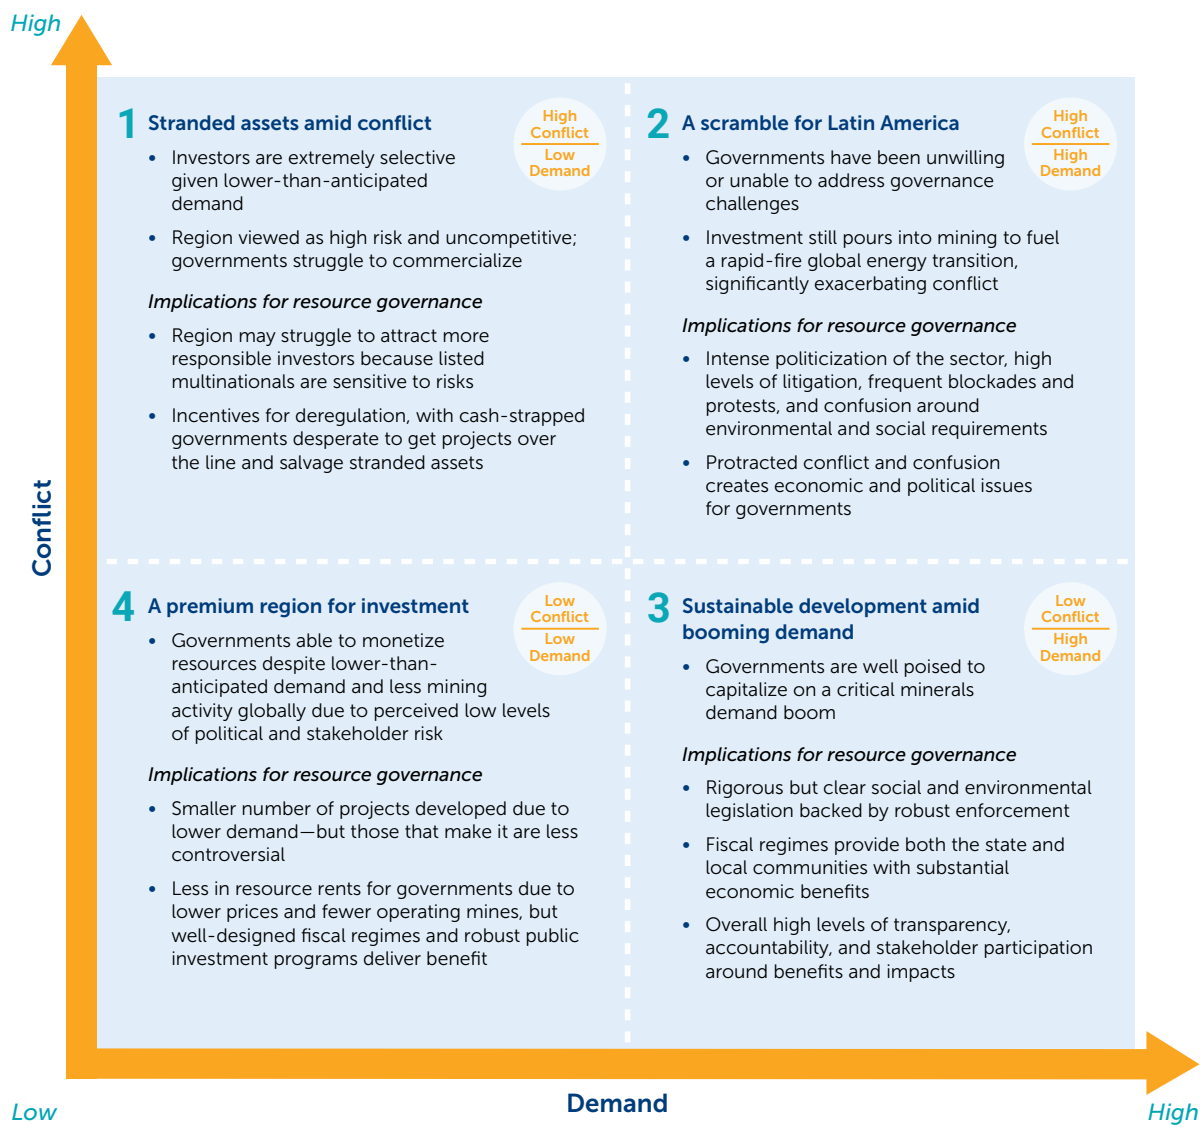 High
1 Stranded assets amid conflict
High
Conflict
Low
Demand
• Investors are extremely selective
given lower-than-anticipated
demand
• Region viewed as high risk and uncompetitive;
governments struggle to commercialize
Implications for resource governance
• Region may struggle to attract more
responsible investors because listed
multinationals are sensitive to risks
• Incentives for deregulation, with cash-strapped
governments desperate to get projects over
the line and salvage stranded assets
2 A scramble for Latin America
High
Conflict
High
Demand
• Governments have been unwilling
or unable to address governance
challenges
• Investment still pours into mining to fuel
a rapid-fire global energy transition,
significantly exacerbating conflict
Implications for resource governance
• Intense politicization of the sector, high
levels of litigation, frequent blockades and
protests, and confusion around
environmental and social requirements
• Protracted conflict and confusion
creates economic and political issues
for governments
Conflict
4 A premium region for investment
Low
Conflict
Low
Demand
• Governments able to monetize
resources despite lower-than-
anticipated demand and less mining
activity globally due to perceived low levels
of political and stakeholder risk
Implications for resource governance
• Smaller number of projects developed due to
lower demand—but those that make it are less
controversial
• Less in resource rents for governments due to
lower prices and fewer operating mines, but
well-designed fiscal regimes and robust public
investment programs deliver benefit
3 Sustainable development amid
booming demand
Low
Conflict
High
Demand
• Governments are well poised to
capitalize on a critical minerals
demand boom
Implications for resource governance
• Rigorous but clear social and environmental
legislation backed by robust enforcement
• Fiscal regimes provide both the state and
local communities with substantial
economic benefits
• Overall high levels of transparency,
accountability, and stakeholder participation
around benefits and impacts
Low
Demand
High